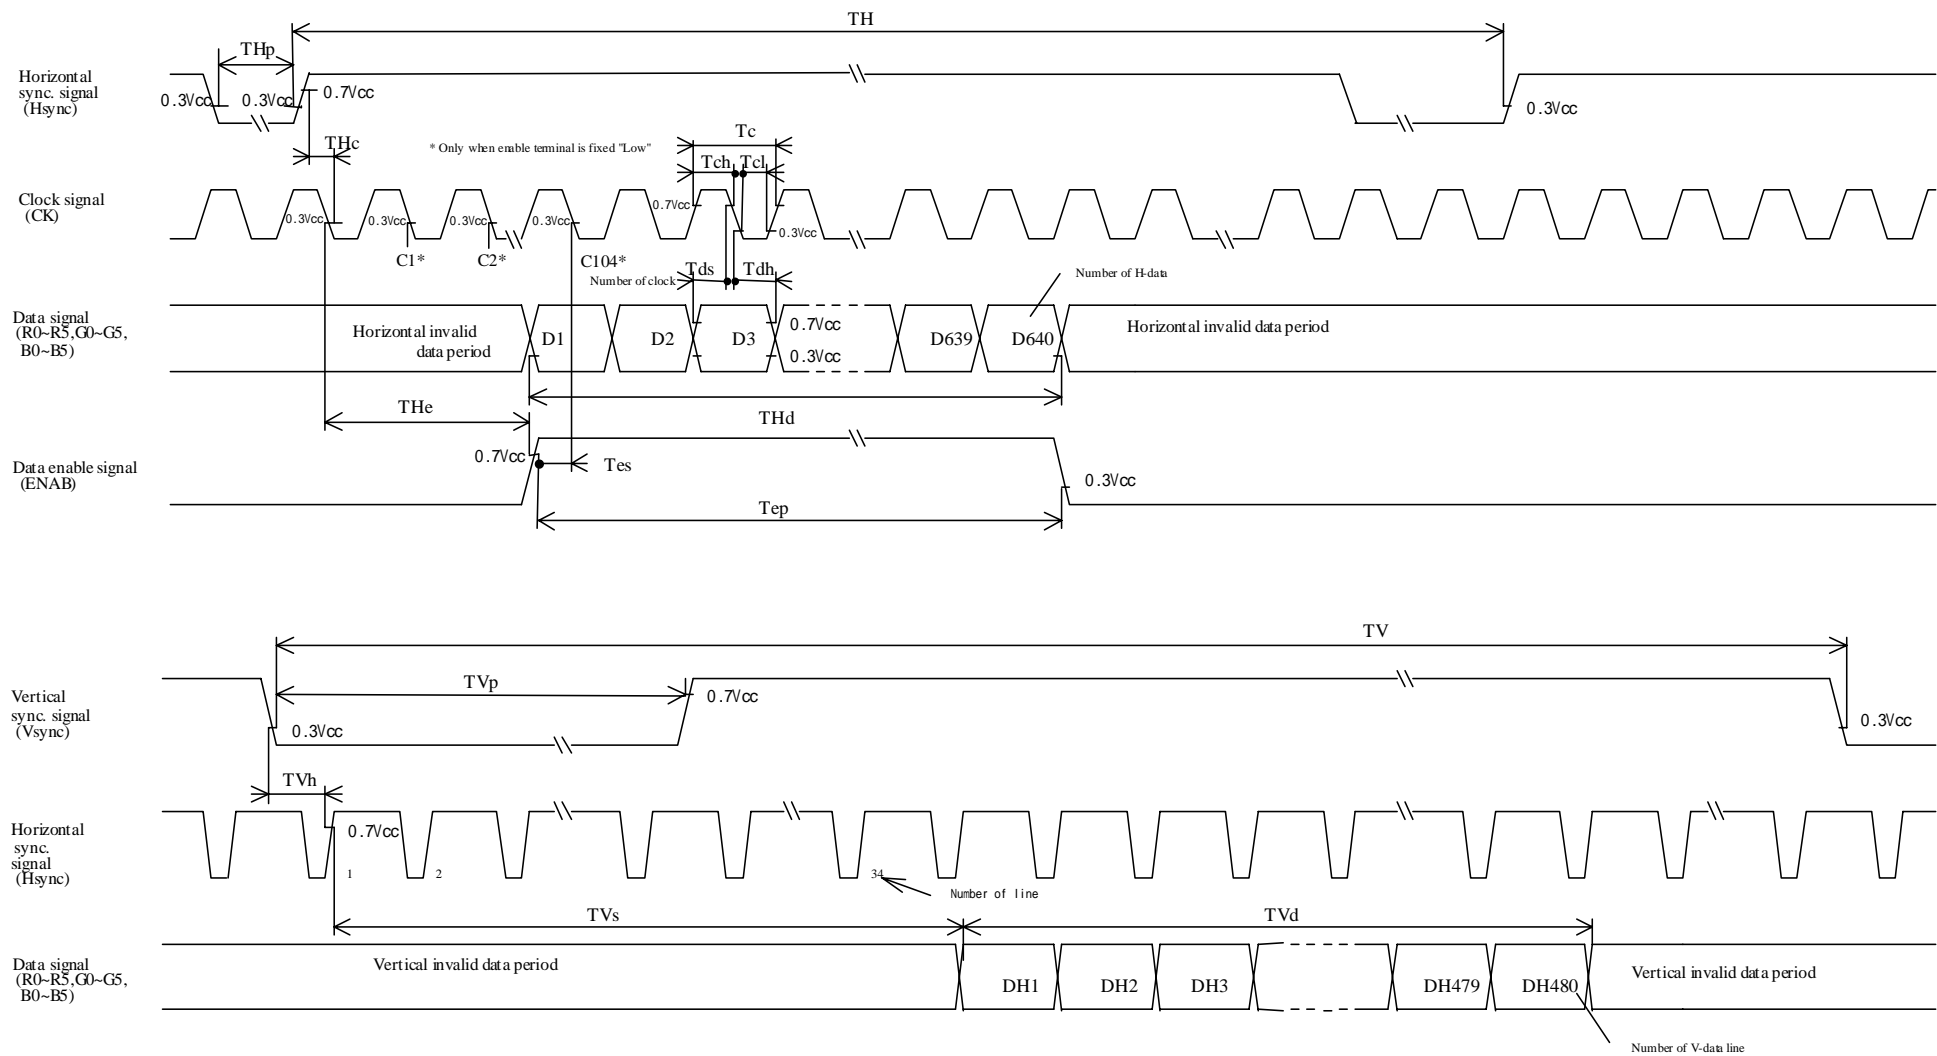 TH
THp
Horizontal
sync. signal
(Hsync)
0.3Vcc
0.3Vcc
0.7Vcc
0.3Vcc
THc
* Only when enable terminal is fixed "Low"
Tc
Tch
Tcl
Clock signal
(CK)
0.3Vcc
0.3Vcc
0.3Vcc
0.3Vcc
0.7Vcc
0.3Vcc
C1*
C2*
C104*
Number of clock
Tds
Tdh
Number of H-data
Data signal
(R0~R5,G0~G5,
B0~B5)
Horizontal invalid
data period
D1
D2
D3
0.7Vcc
0.3Vcc
D639
D640
Horizontal invalid data period
THe
THd
Data enable signal
(ENAB)
0.7Vcc
Tes
0.3Vcc
Tep
TV
Vertical
sync. signal
(Vsync)
TVp
0.7Vcc
0.3Vcc
0.3Vcc
TVh
Horizontal
sync.
signal
(Hsync)
0.7Vcc
1
2
34
Number of line
TVs
TVd
Data signal
(R0~R5,G0~G5,
B0~B5)
Vertical invalid data period
DH1
DH2
DH3
DH479
DH480
Vertical invalid data period
Number of V-data line